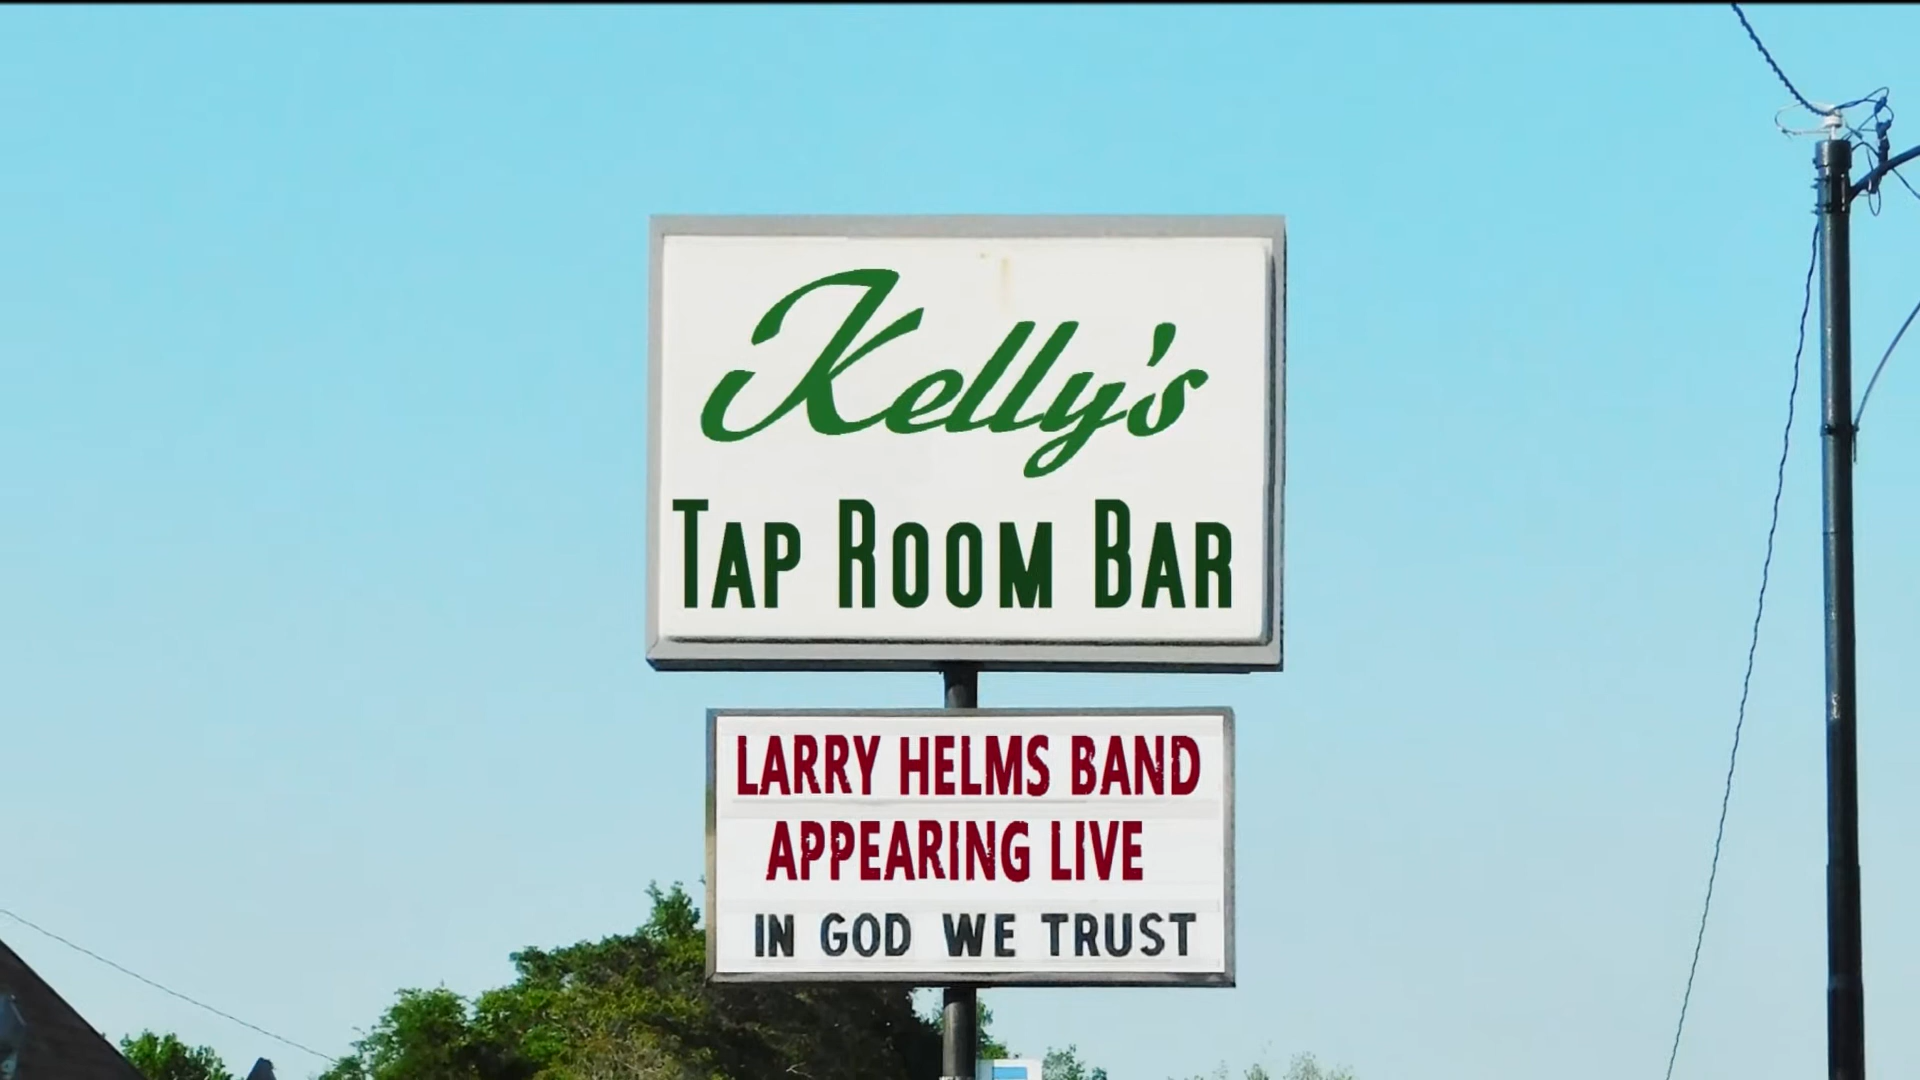 Kelly's
TAP ROOM BAR
LARRY HELMS BAND
APPEARING LIVE
IN GOD WE TRUST